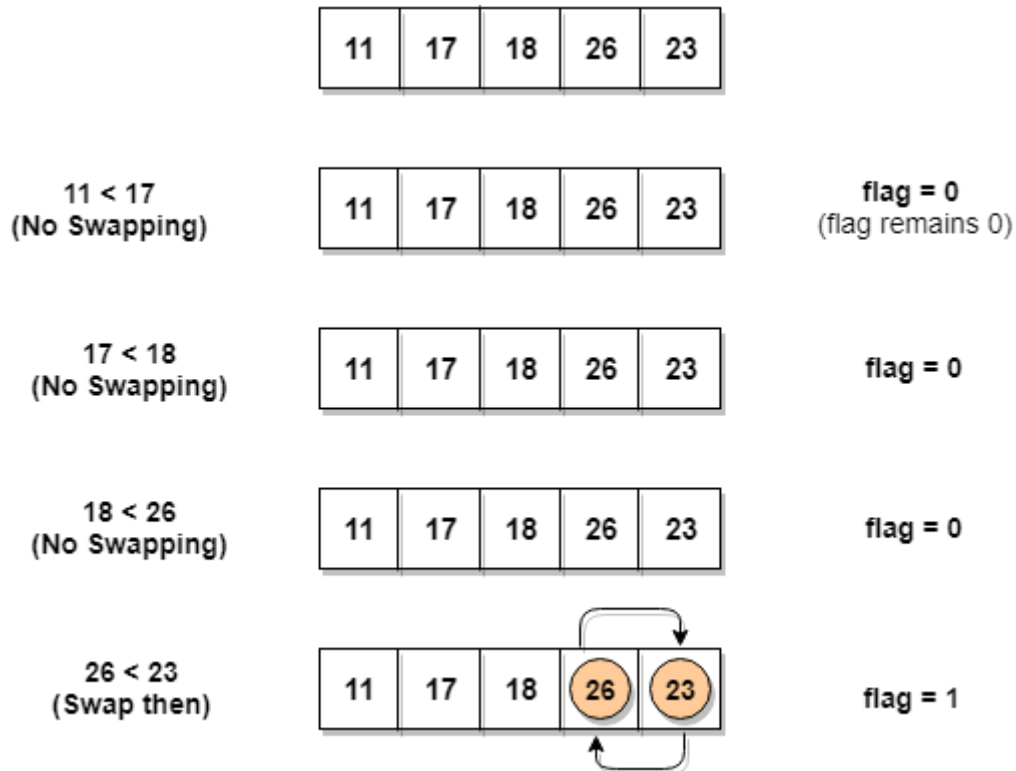 11 17 18 26 23
11 < 17
(No Swapping)
11 17 18 26 23
flag = 0
(flag remains 0)
17 < 18
(No Swapping)
11 17 18 26 23
flag = 0
18 < 26
(No Swapping)
11 17 18 26 23
flag = 0
26 < 23
(Swap then)
11 17 18 26 23
flag = 1